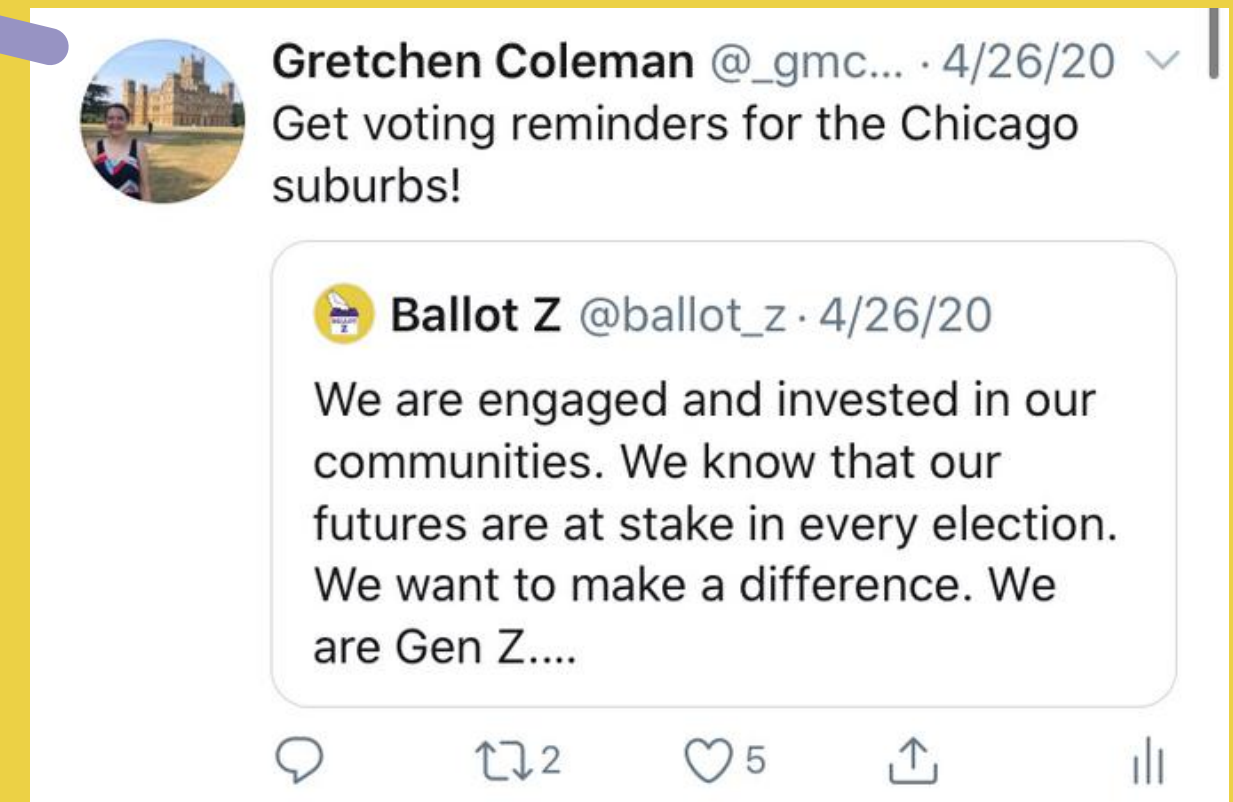 Gretchen Coleman @_gmc... · 4/26/20
Get voting reminders for the Chicago
suburbs!
Ballot Z @ballot_z · 4/26/20
We are engaged and invested in our
communities. We know that our
futures are at stake in every election.
We want to make a difference. We
are Gen Z....
2 5